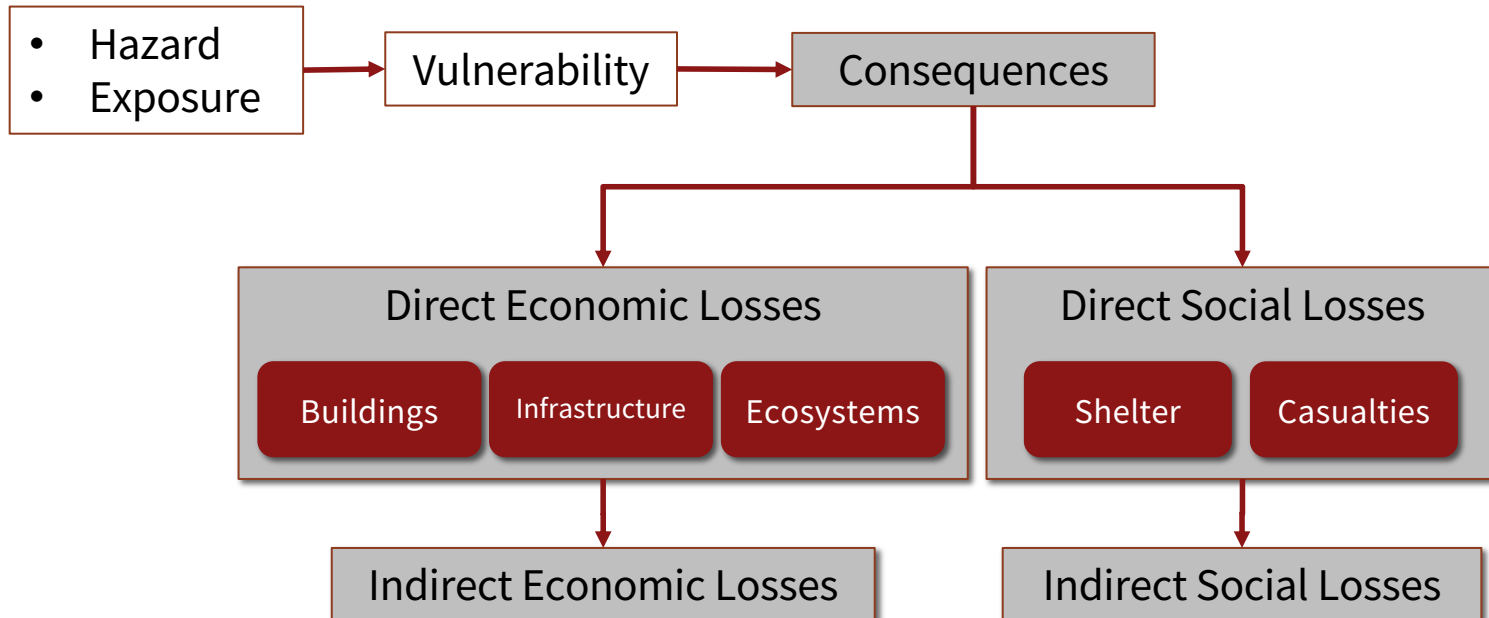 • Hazard
• Exposure
Vulnerability
Consequences
Direct Economic Losses
Buildings
Infrastructure
Ecosystems
Direct Social Losses
Shelter
Casualties
Indirect Economic Losses
Indirect Social Losses